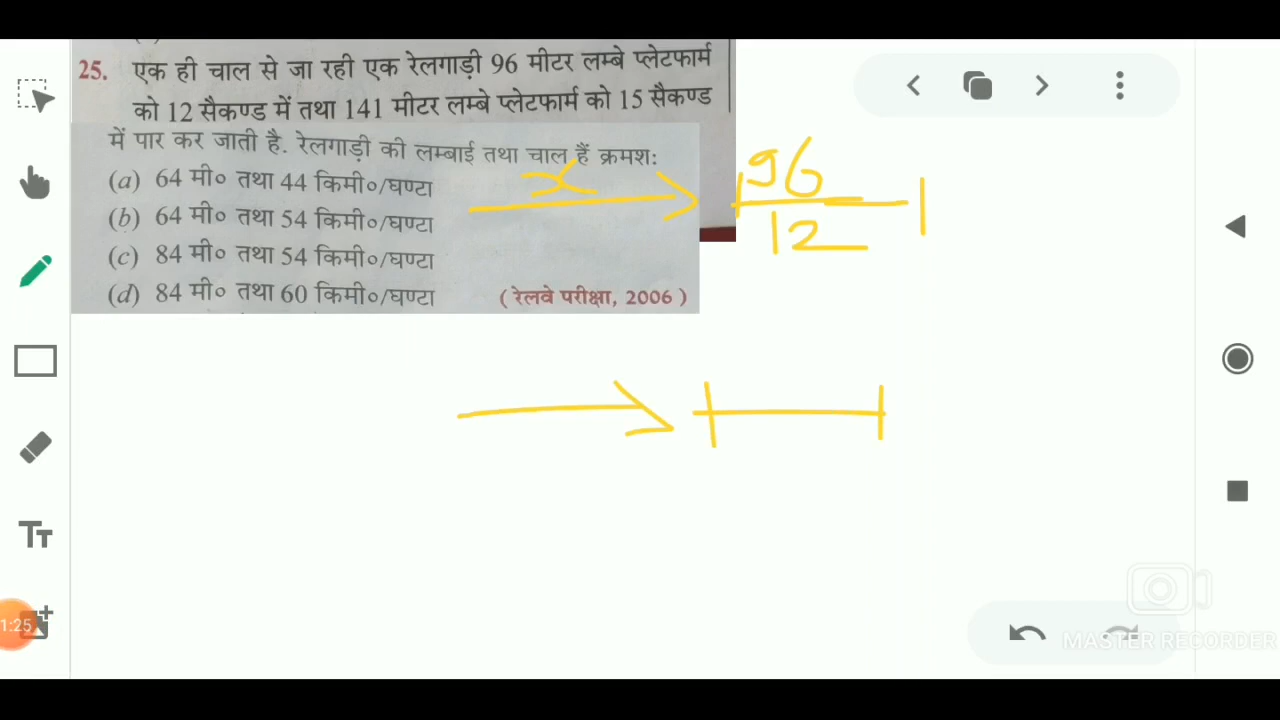 25. एक ही चाल से जा रही एक रेलगाड़ी 96 मीटर लम्बे प्लेटफार्म
को 12 सैकण्ड में तथा 141 मीटर लम्बे प्लेटफार्म को 15 सैकण्ड
में पार कर जाती है. रेलगाड़ी की लम्बाई तथा चाल हैं क्रमशः
(a) 64 मी० तथा 44 किमी०/घण्टा
(b) 64 मी० तथा 54 किमी०/घण्टा
(c) 84 मी० तथा 54 किमी०/घण्टा
(d) 84 मी० तथा 60 किमी०/घण्टा
(रेलवे परीक्षा, 2006)
x
96
12
Tт
1:25
MASTER RECORDER